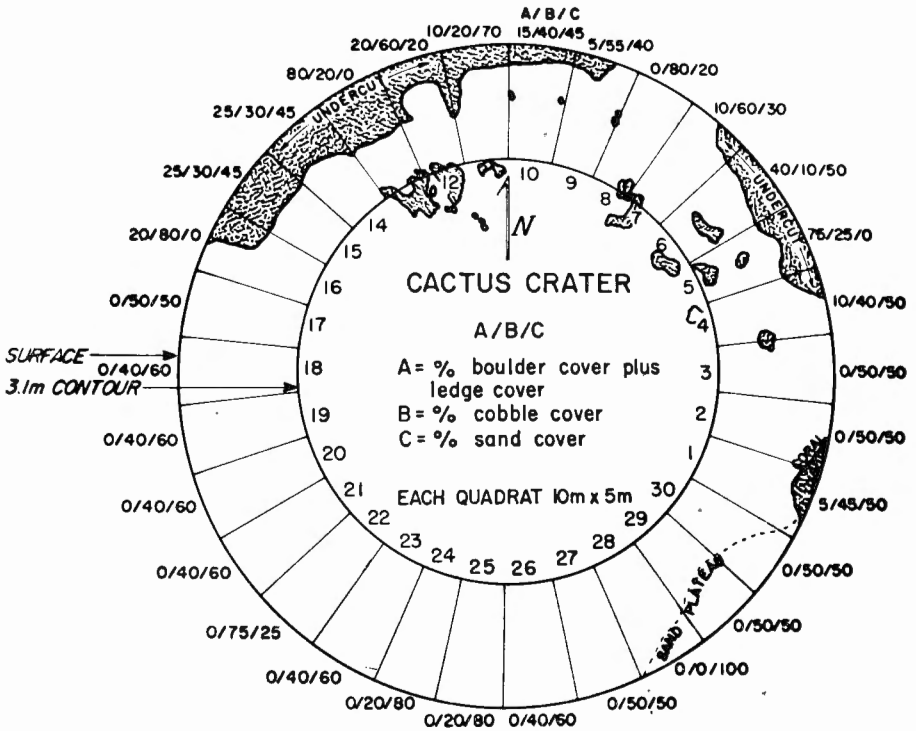 A/B/C
10/20/70 15/40/45 5/55/40
20/60/20 0/80/20
80/20/0 10/60/30
UNDERCUT
25/30/45 40/10/50
25/30/45 UNDERCUT 75/25/0
20/80/0 10/40/50
12 10 9 8
14 7
15 N 6
16 5
17 4
CACTUS CRATER
0/50/50
SURFACE
0/40/60 18 3 0/50/50
3.1m CONTOUR
A/B/C
A = % boulder cover plus
ledge cover
B = % cobble cover
C = % sand cover
19 2
0/40/60 0/50/50
20 1
CORAL
0/40/60 5/45/50
EACH QUADRAT 10m x 5m
21 30
22 29
23 28
24 25 26 27
0/40/60 0/50/50
SAND PLATEAU
0/75/25 0/50/50
0/40/60 0/0/100
0/20/80 0/50/50
0/20/80 0/40/60